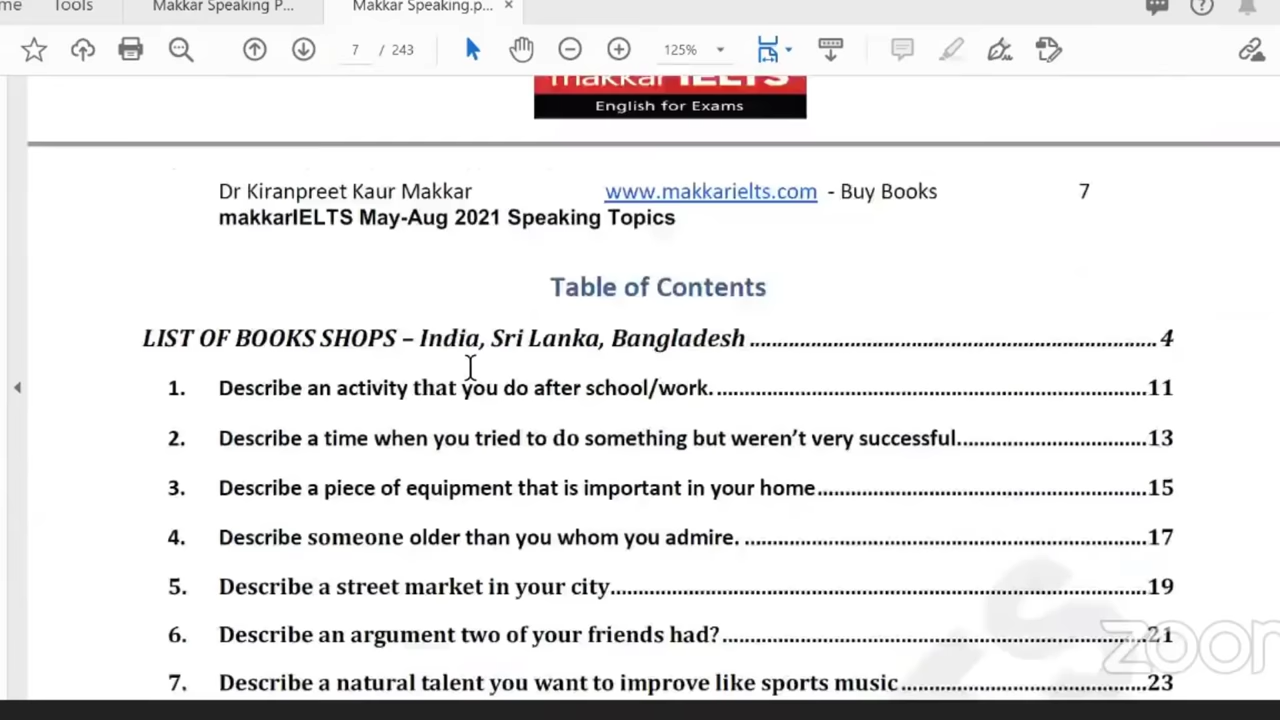 Tools Makkar Speaking P... Makkar Speaking.p... ×
7 / 243 125%
makkar IELTS
English for Exams
Dr Kiranpreet Kaur Makkar www.makkarielts.com - Buy Books 7
makkarIELTS May-Aug 2021 Speaking Topics
Table of Contents
LIST OF BOOKS SHOPS – India, Sri Lanka, Bangladesh 4
1. Describe an activity that you do after school/work. 11
2. Describe a time when you tried to do something but weren't very successful. 13
3. Describe a piece of equipment that is important in your home 15
4. Describe someone older than you whom you admire. 17
5. Describe a street market in your city 19
6. Describe an argument two of your friends had? 21
7. Describe a natural talent you want to improve like sports music 23
zoom